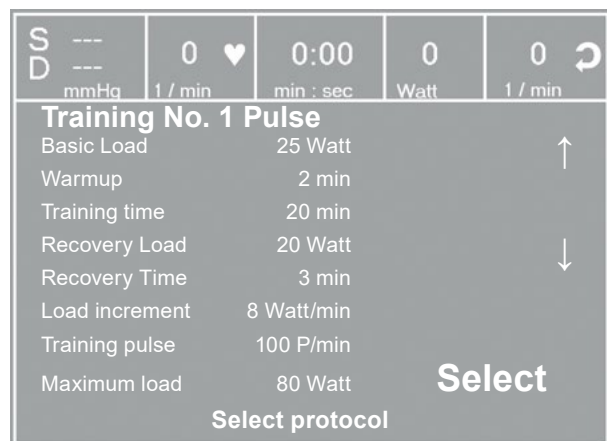 S ---
D ---
mmHg
0 ♥
1 / min
0:00
min : sec
0
Watt
0
1 / min
Training No. 1 Pulse
Basic Load 25 Watt
Warmup 2 min
Training time 20 min
Recovery Load 20 Watt
Recovery Time 3 min
Load increment 8 Watt/min
Training pulse 100 P/min
Maximum load 80 Watt
↑
↓
Select
Select protocol